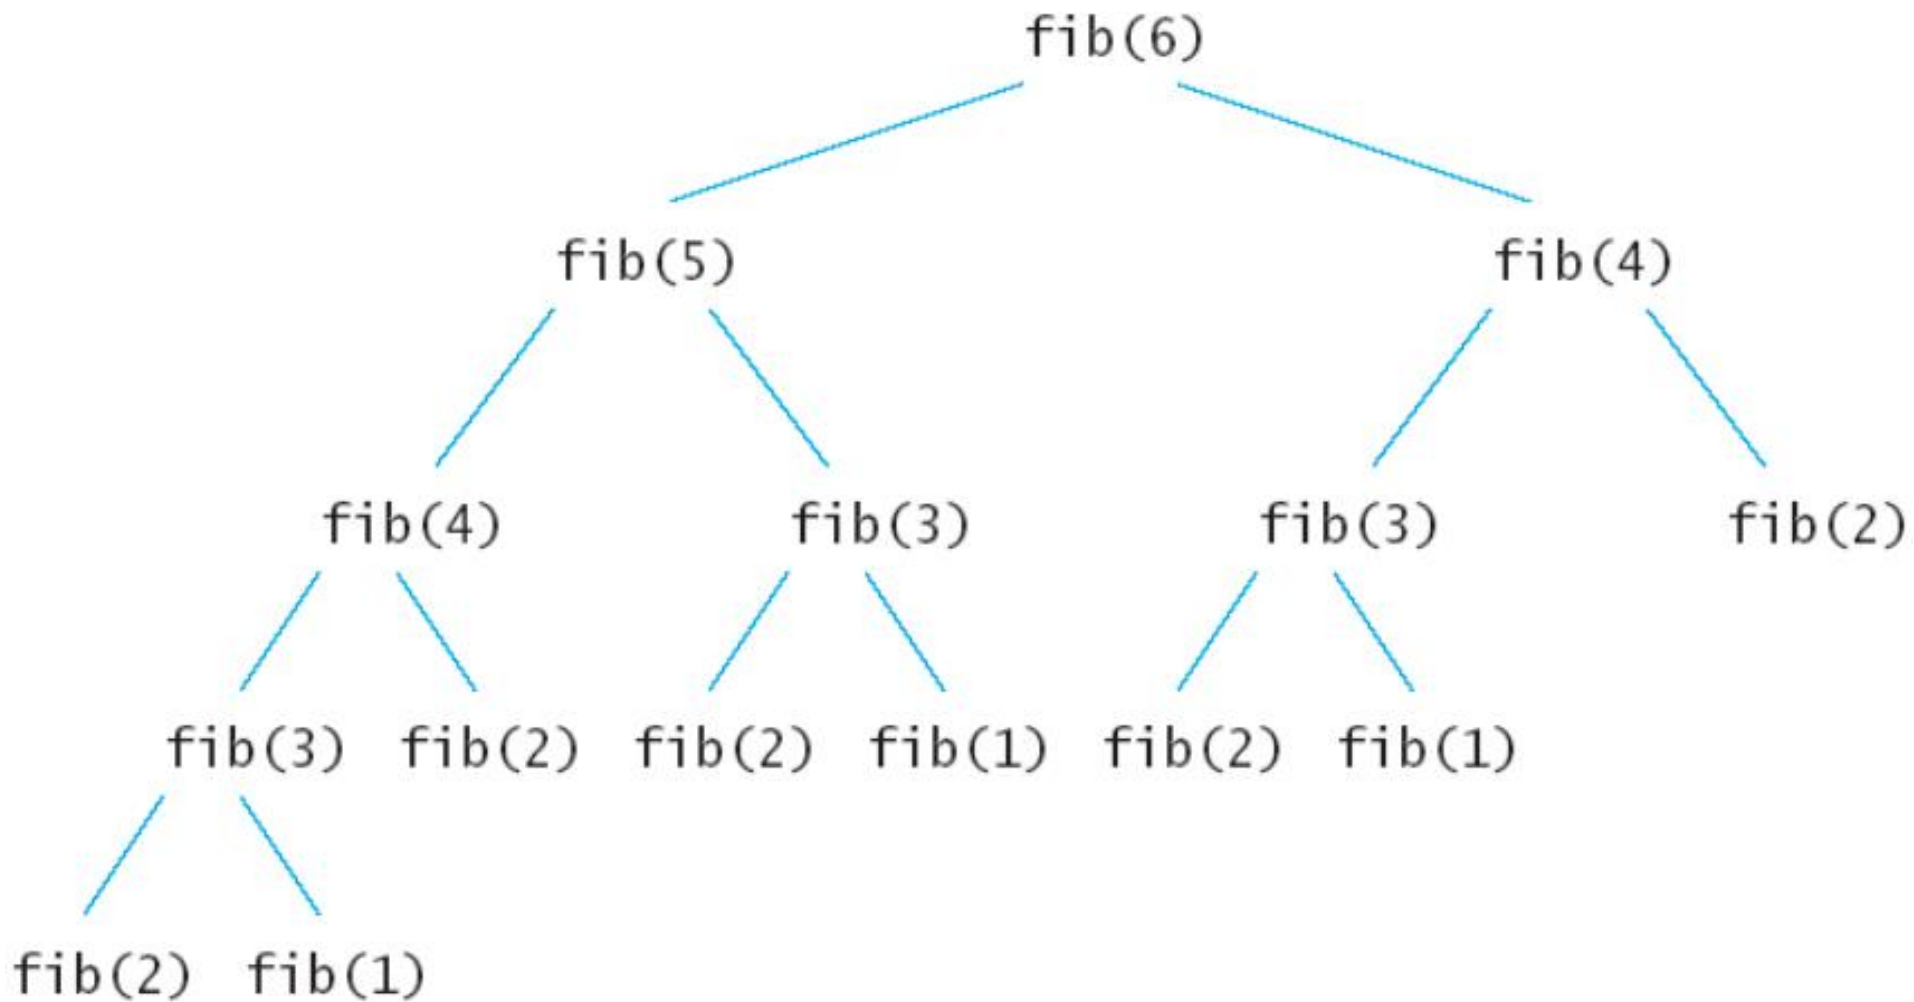 fib(6)
fib(5) fib(4)
fib(4) fib(3) fib(3) fib(2)
fib(3) fib(2) fib(2) fib(1) fib(2) fib(1)
fib(2) fib(1)